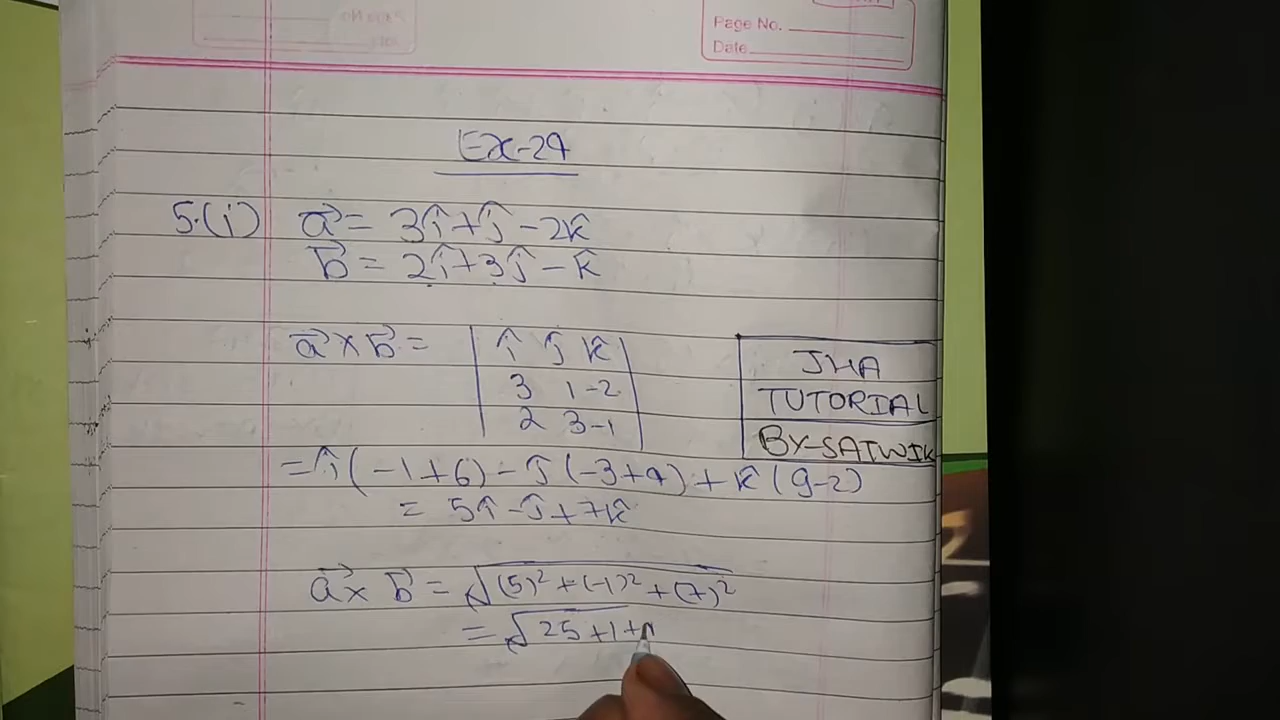 Page No.
Date
Ex-24
5.(i) a⃗ = 3î+ĵ-2k̂
b⃗ = 2î+3ĵ-k̂
a⃗ × b⃗ = | î ĵ k̂ |
3 1 -2
2 3 -1
JHA
TUTORIAL
BY-SATWIK
= î(-1+6) - ĵ(-3+4) + k̂(9-2)
= 5î-ĵ+7k̂
a⃗ × b⃗ = √(5)² + (-1)² + (7)²
= √25+1+